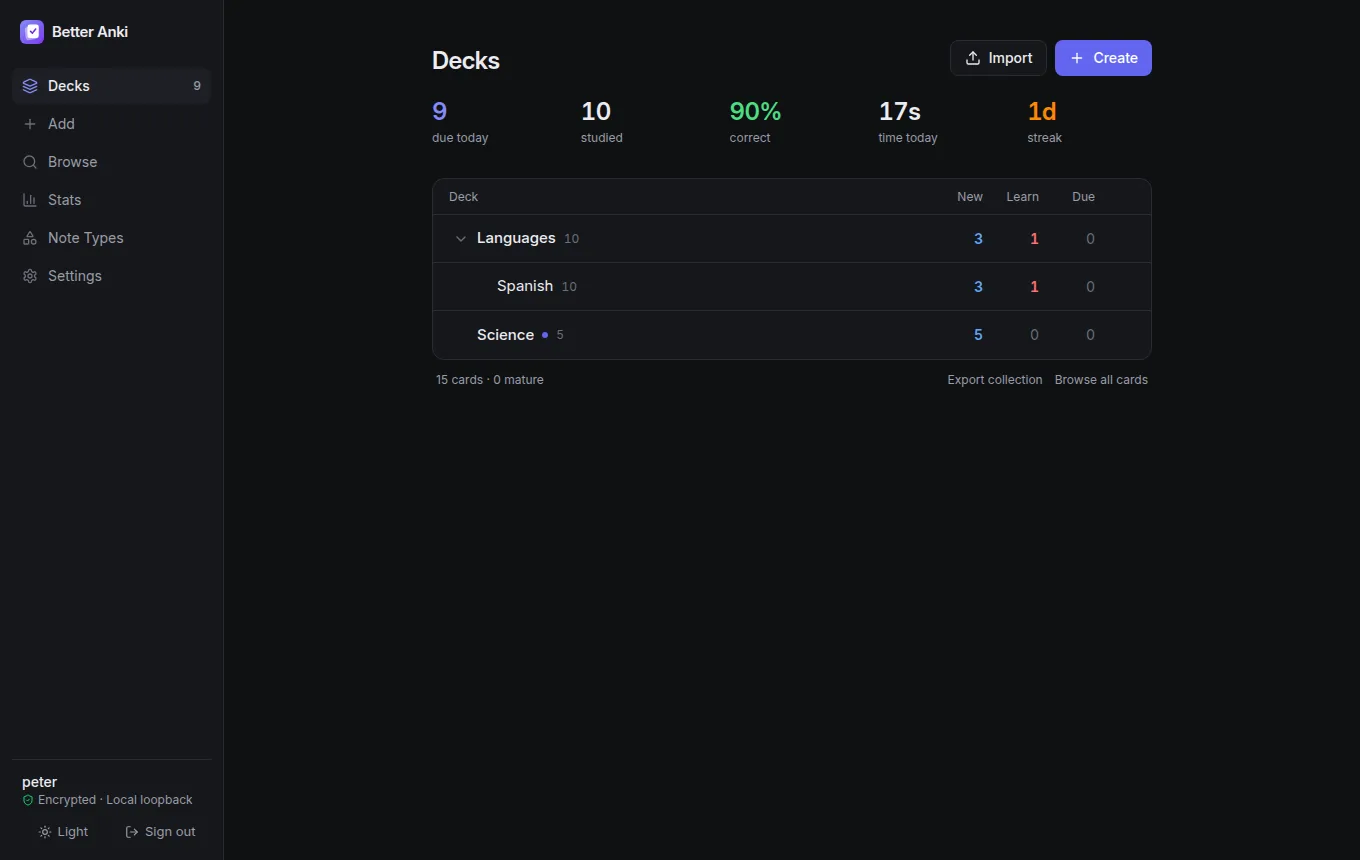 Better Anki
Decks 9
Add
Browse
Stats
Note Types
Settings
peter
Encrypted · Local loopback
Light Sign out
Decks
Import Create
9 10 90% 17s 1d
due today studied correct time today streak
Deck New Learn Due
Languages 10 3 1 0
Spanish 10 3 1 0
Science 5 5 0 0
15 cards · 0 mature Export collection Browse all cards